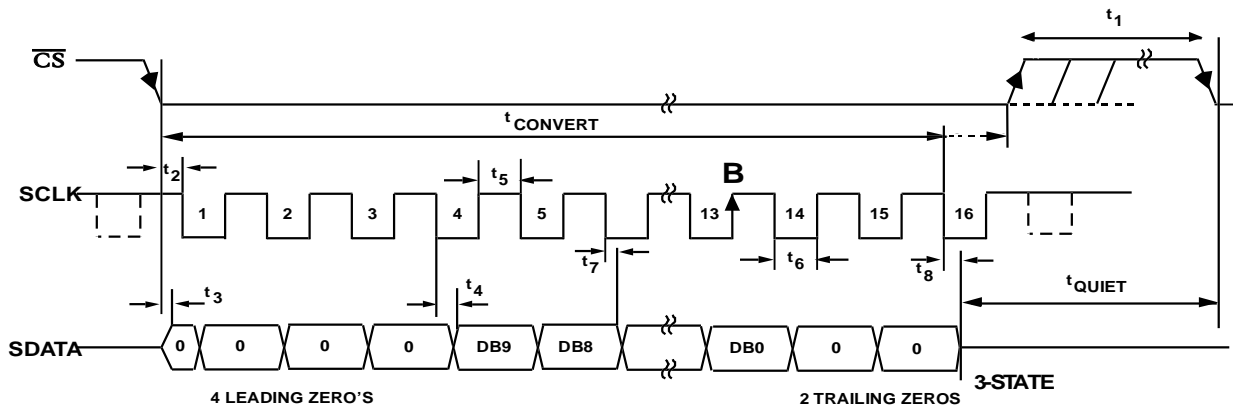 t1
CS
tCONVERT
t2
t5
B
SCLK
1 2 3 4 5 13 14 15 16
t7 t6 t8
t3 t4 tQUIET
SDATA
0 0 0 0 DB9 DB8 DB0 0 0
3-STATE
4 LEADING ZERO'S 2 TRAILING ZEROS